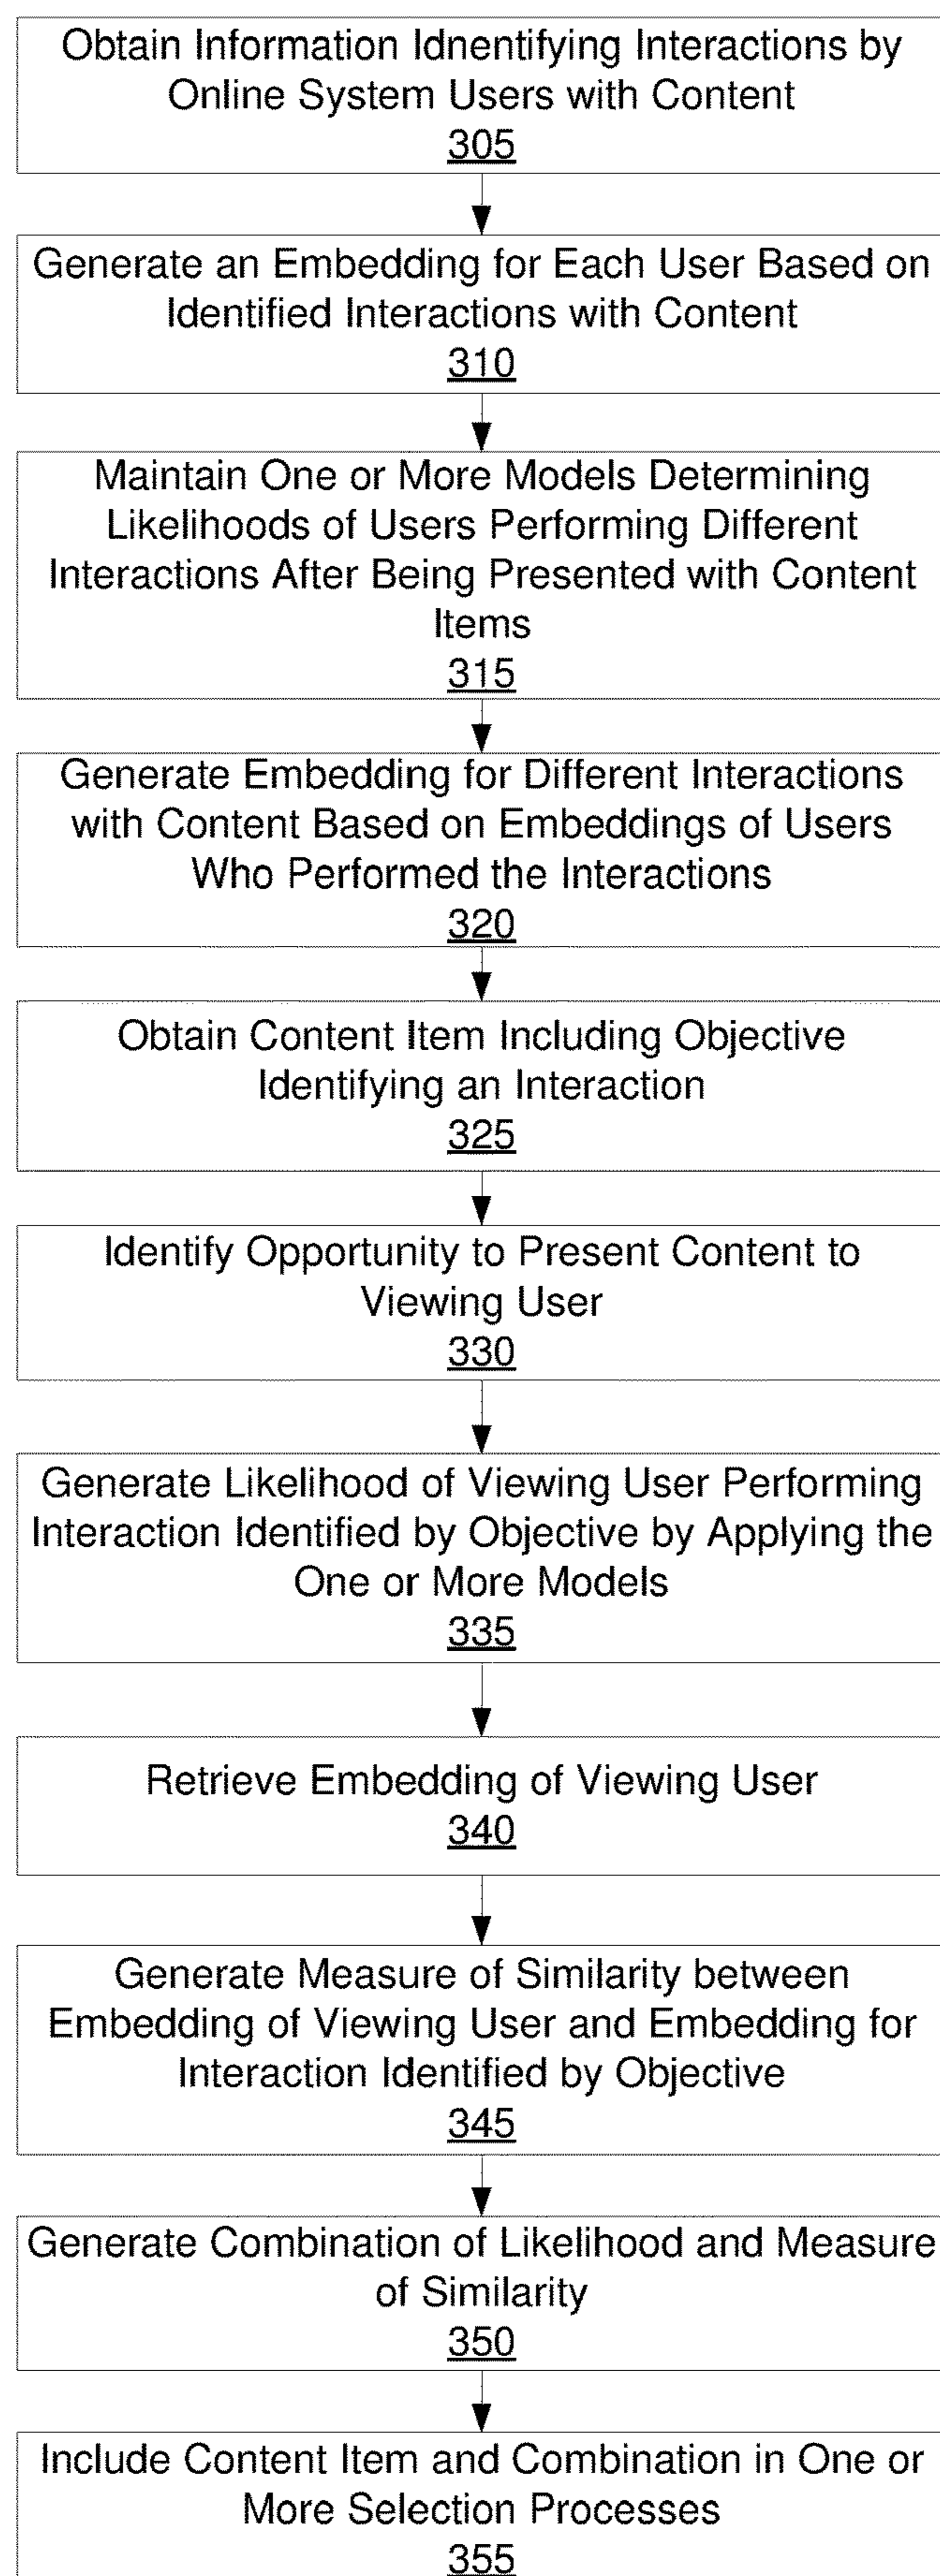 Obtain Information Idnentifying Interactions by
Online System Users with Content
305
Generate an Embedding for Each User Based on
Identified Interactions with Content
310
Maintain One or More Models Determining
Likelihoods of Users Performing Different
Interactions After Being Presented with Content
Items
315
Generate Embedding for Different Interactions
with Content Based on Embeddings of Users
Who Performed the Interactions
320
Obtain Content Item Including Objective
Identifying an Interaction
325
Identify Opportunity to Present Content to
Viewing User
330
Generate Likelihood of Viewing User Performing
Interaction Identified by Objective by Applying the
One or More Models
335
Retrieve Embedding of Viewing User
340
Generate Measure of Similarity between
Embedding of Viewing User and Embedding for
Interaction Identified by Objective
345
Generate Combination of Likelihood and Measure
of Similarity
350
Include Content Item and Combination in One or
More Selection Processes
355